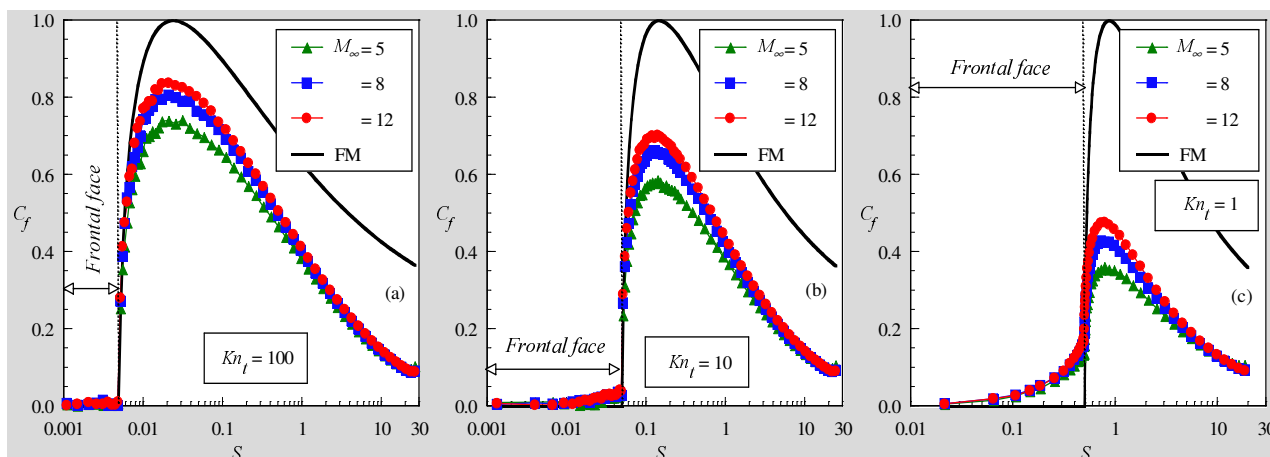 1.0
0.8
0.6
0.4
0.2
0.0
C_f
M_∞ = 5
= 8
= 12
FM
Frontal face
(a)
Kn_t = 100
0.001 0.01 0.1 1 10 30
S
1.0
0.8
0.6
0.4
0.2
0.0
C_f
M_∞ = 5
= 8
= 12
FM
(b)
Frontal face
Kn_t = 10
0.001 0.01 0.1 1 10 30
S
1.0
0.8
0.6
0.4
0.2
0.0
C_f
M_∞ = 5
= 8
= 12
FM
Frontal face
Kn_t = 1
(c)
0.01 0.1 1 10 30
S